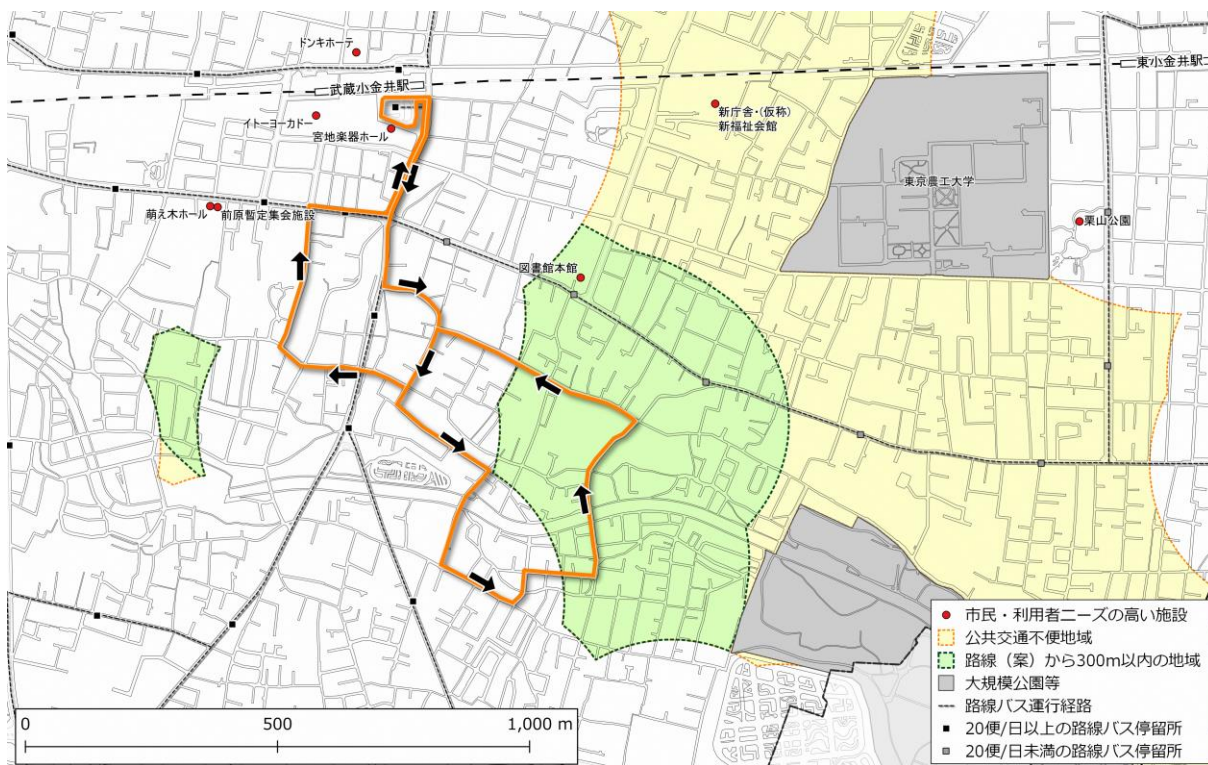 ドンキホーテ
武蔵小金井駅
東小金井駅
イトーヨーカドー
宮地楽器ホール
新庁舎・(仮称)
新福祉会館
東京農工大学
萌え木ホール
前原暫定集会施設
栗山公園
図書館本館
市民・利用者ニーズの高い施設
公共交通不便地域
路線（案）から300m以内の地域
大規模公園等
路線バス運行経路
20便/日以上の路線バス停留所
20便/日未満の路線バス停留所
0 500 1,000 m